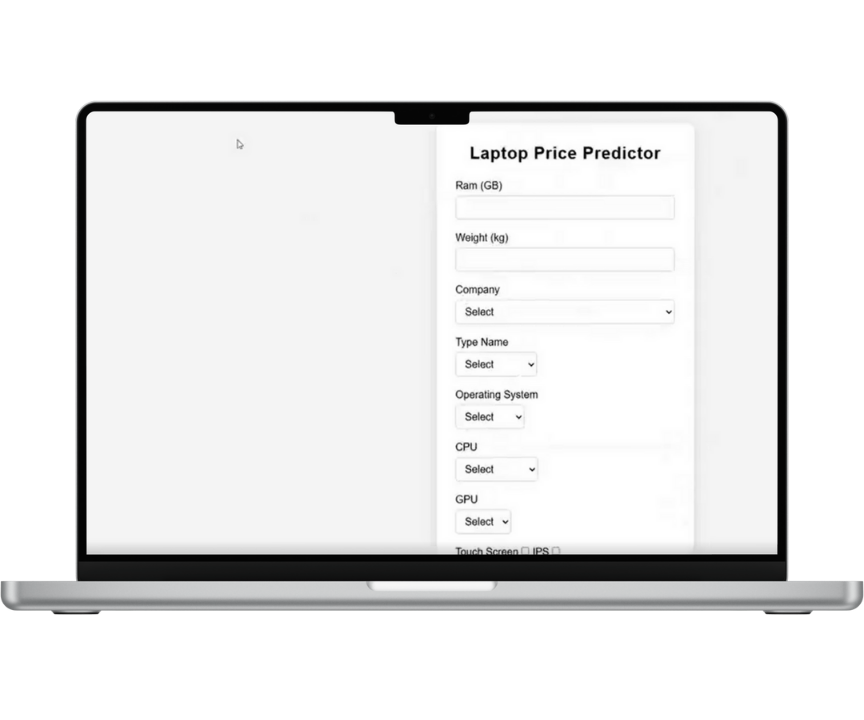 Laptop Price Predictor
Ram (GB)
Weight (kg)
Company
Select
Type Name
Select
Operating System
Select
CPU
Select
GPU
Select
Touch Screen IPS